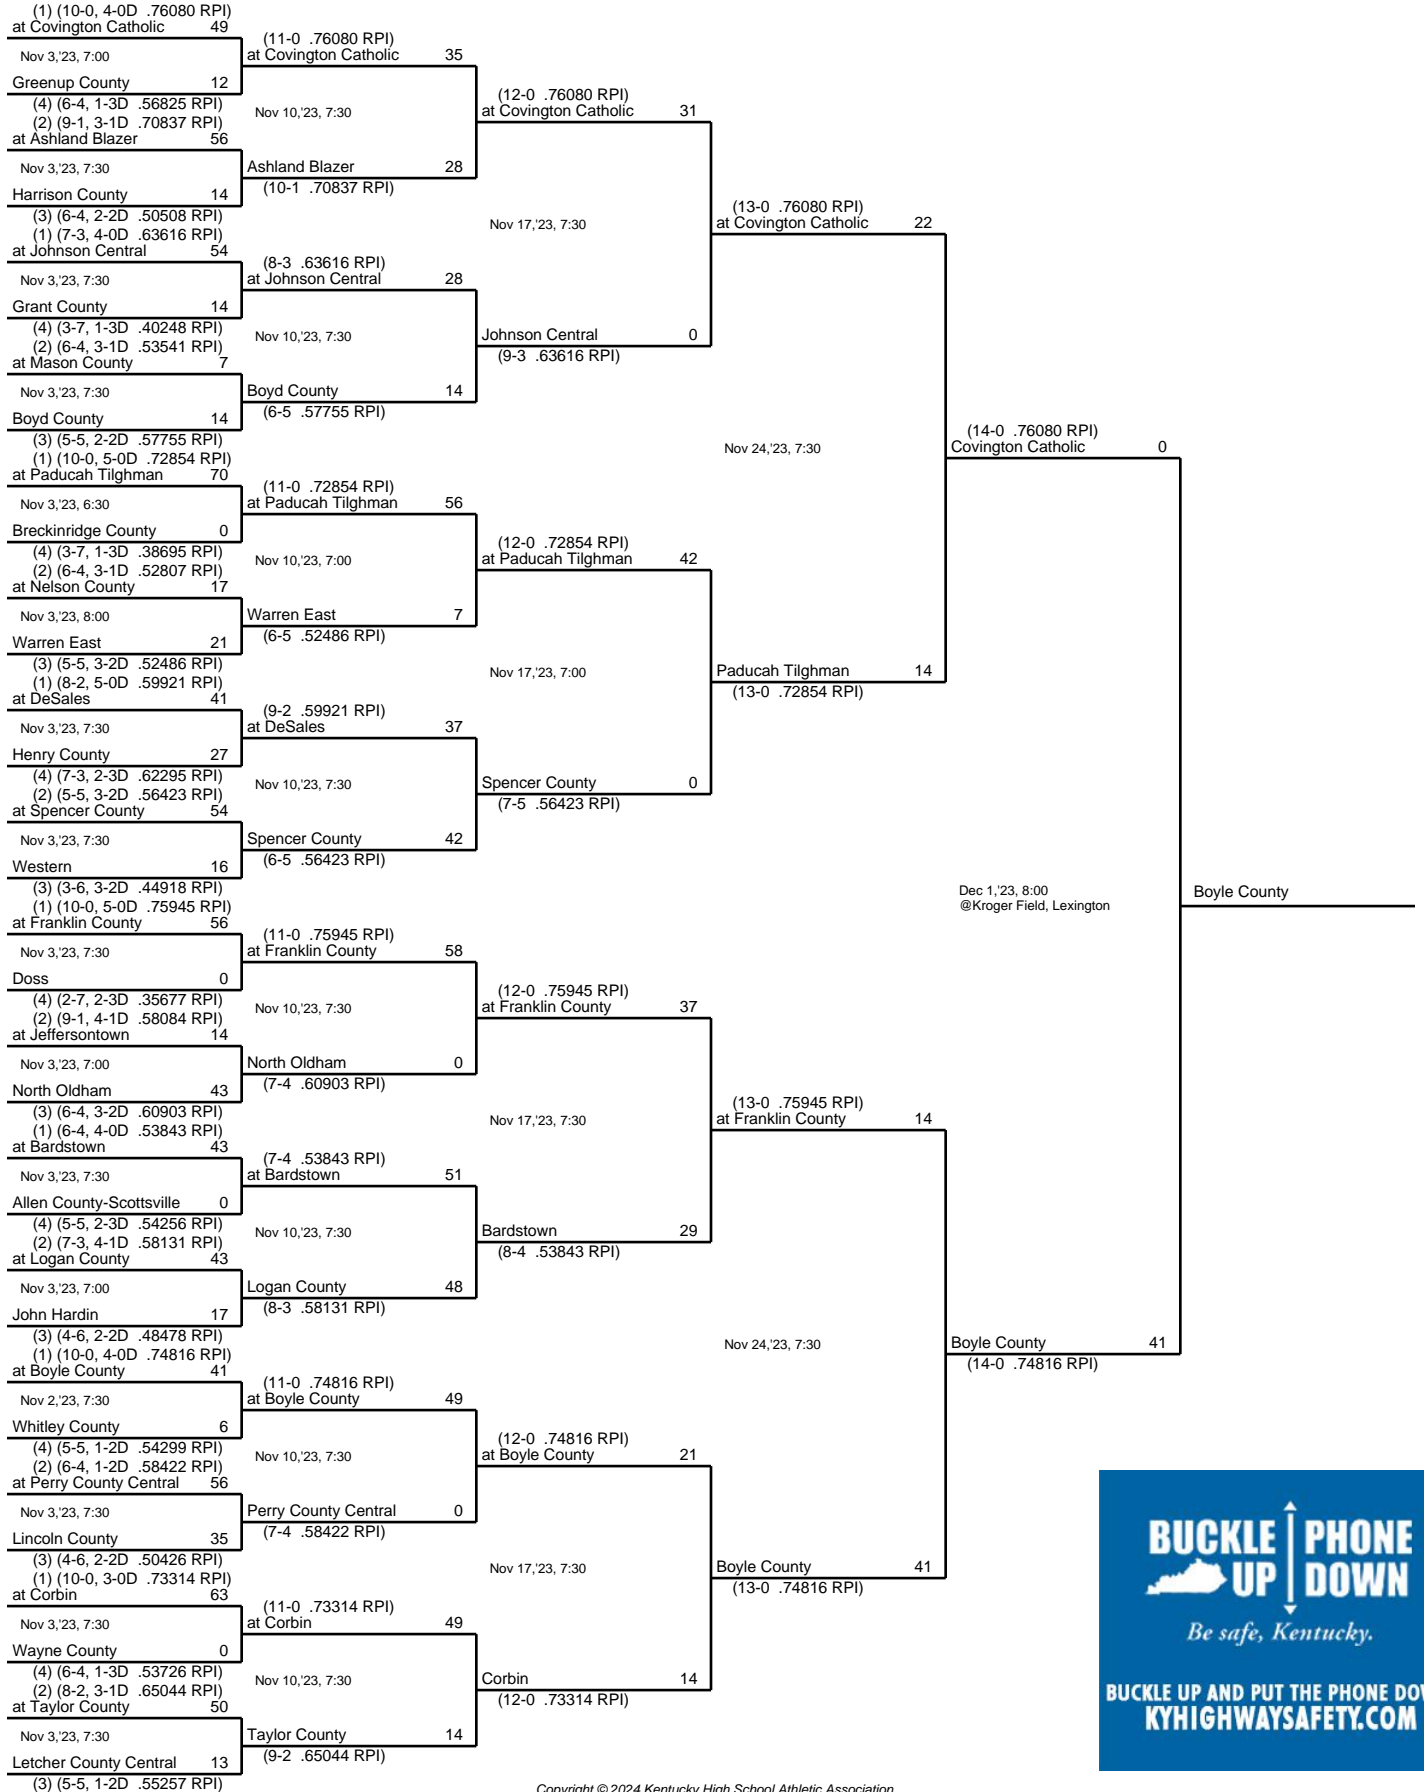 (1) (10-0, 4-0D .76080 RPI)
at Covington Catholic 49
Nov 3,'23, 7:00
Greenup County 12
(4) (6-4, 1-3D .56825 RPI)
(2) (9-1, 3-1D .70837 RPI)
at Ashland Blazer 56
Nov 3,'23, 7:30
Harrison County 14
(3) (6-4, 2-2D .50508 RPI)
(1) (7-3, 4-0D .63616 RPI)
at Johnson Central 54
Nov 3,'23, 7:30
Grant County 14
(4) (3-7, 1-3D .40248 RPI)
(2) (6-4, 3-1D .53541 RPI)
at Mason County 7
Nov 3,'23, 7:30
Boyd County 14
(3) (5-5, 2-2D .57755 RPI)
(1) (10-0, 5-0D .72854 RPI)
at Paducah Tilghman 70
Nov 3,'23, 6:30
Breckinridge County 0
(4) (3-7, 1-3D .38695 RPI)
(2) (6-4, 3-1D .52807 RPI)
at Nelson County 17
Nov 3,'23, 8:00
Warren East 21
(3) (5-5, 3-2D .52486 RPI)
(1) (8-2, 5-0D .59921 RPI)
at DeSales 41
Nov 3,'23, 7:30
Henry County 27
(4) (7-3, 2-3D .62295 RPI)
(2) (5-5, 3-2D .56423 RPI)
at Spencer County 54
Nov 3,'23, 7:30
Western 16
(3) (3-6, 3-2D .44918 RPI)
(1) (10-0, 5-0D .75945 RPI)
at Franklin County 56
Nov 3,'23, 7:30
Doss 0
(4) (2-7, 2-3D .35677 RPI)
(2) (9-1, 4-1D .58084 RPI)
at Jeffersontown 14
Nov 3,'23, 7:00
North Oldham 43
(3) (6-4, 3-2D .60903 RPI)
(1) (6-4, 4-0D .53843 RPI)
at Bardstown 43
Nov 3,'23, 7:30
Allen County-Scottsville 0
(4) (5-5, 2-3D .54256 RPI)
(2) (7-3, 4-1D .58131 RPI)
at Logan County 43
Nov 3,'23, 7:00
John Hardin 17
(3) (4-6, 2-2D .48478 RPI)
(1) (10-0, 4-0D .74816 RPI)
at Boyle County 41
Nov 2,'23, 7:30
Whitley County 6
(4) (5-5, 1-2D .54299 RPI)
(2) (6-4, 1-2D .58422 RPI)
at Perry County Central 56
Nov 3,'23, 7:30
Lincoln County 35
(3) (4-6, 2-2D .50426 RPI)
(1) (10-0, 3-0D .73314 RPI)
at Corbin 63
Nov 3,'23, 7:30
Wayne County 0
(4) (6-4, 1-3D .53726 RPI)
(2) (8-2, 3-1D .65044 RPI)
at Taylor County 50
Nov 3,'23, 7:30
Letcher County Central 13
(3) (5-5, 1-2D .55257 RPI)
(11-0 .76080 RPI)
at Covington Catholic 35
Nov 10,'23, 7:30
Ashland Blazer 28
(10-1 .70837 RPI)
(8-3 .63616 RPI)
at Johnson Central 28
Nov 10,'23, 7:30
Boyd County 14
(6-5 .57755 RPI)
(11-0 .72854 RPI)
at Paducah Tilghman 56
Nov 10,'23, 7:00
Warren East 7
(6-5 .52486 RPI)
(9-2 .59921 RPI)
at DeSales 37
Nov 10,'23, 7:30
Spencer County 42
(6-5 .56423 RPI)
(11-0 .75945 RPI)
at Franklin County 58
Nov 10,'23, 7:30
North Oldham 0
(7-4 .60903 RPI)
(7-4 .53843 RPI)
at Bardstown 51
Nov 10,'23, 7:30
Logan County 48
(8-3 .58131 RPI)
(11-0 .74816 RPI)
at Boyle County 49
Nov 10,'23, 7:30
Perry County Central 0
(7-4 .58422 RPI)
(11-0 .73314 RPI)
at Corbin 49
Nov 10,'23, 7:30
Taylor County 14
(9-2 .65044 RPI)
(12-0 .76080 RPI)
at Covington Catholic 31
Nov 17,'23, 7:30
Johnson Central 0
(9-3 .63616 RPI)
(12-0 .72854 RPI)
at Paducah Tilghman 42
Nov 17,'23, 7:00
Spencer County 0
(7-5 .56423 RPI)
(12-0 .75945 RPI)
at Franklin County 37
Nov 17,'23, 7:30
Bardstown 29
(8-4 .53843 RPI)
(12-0 .74816 RPI)
at Boyle County 21
Nov 17,'23, 7:30
Corbin 14
(12-0 .73314 RPI)
(13-0 .76080 RPI)
at Covington Catholic 22
Nov 24,'23, 7:30
Paducah Tilghman 14
(13-0 .72854 RPI)
(13-0 .75945 RPI)
at Franklin County 14
Nov 24,'23, 7:30
Boyle County 41
(13-0 .74816 RPI)
(14-0 .76080 RPI)
Covington Catholic 0
Dec 1,'23, 8:00
@Kroger Field, Lexington
Boyle County 41
(14-0 .74816 RPI)
Boyle County
BUCKLE UP
PHONE DOWN
Be safe, Kentucky.
BUCKLE UP AND PUT THE PHONE DOW
KYHIGHWAYSAFETY.COM
Copyright © 2024 Kentucky High School Athletic Association